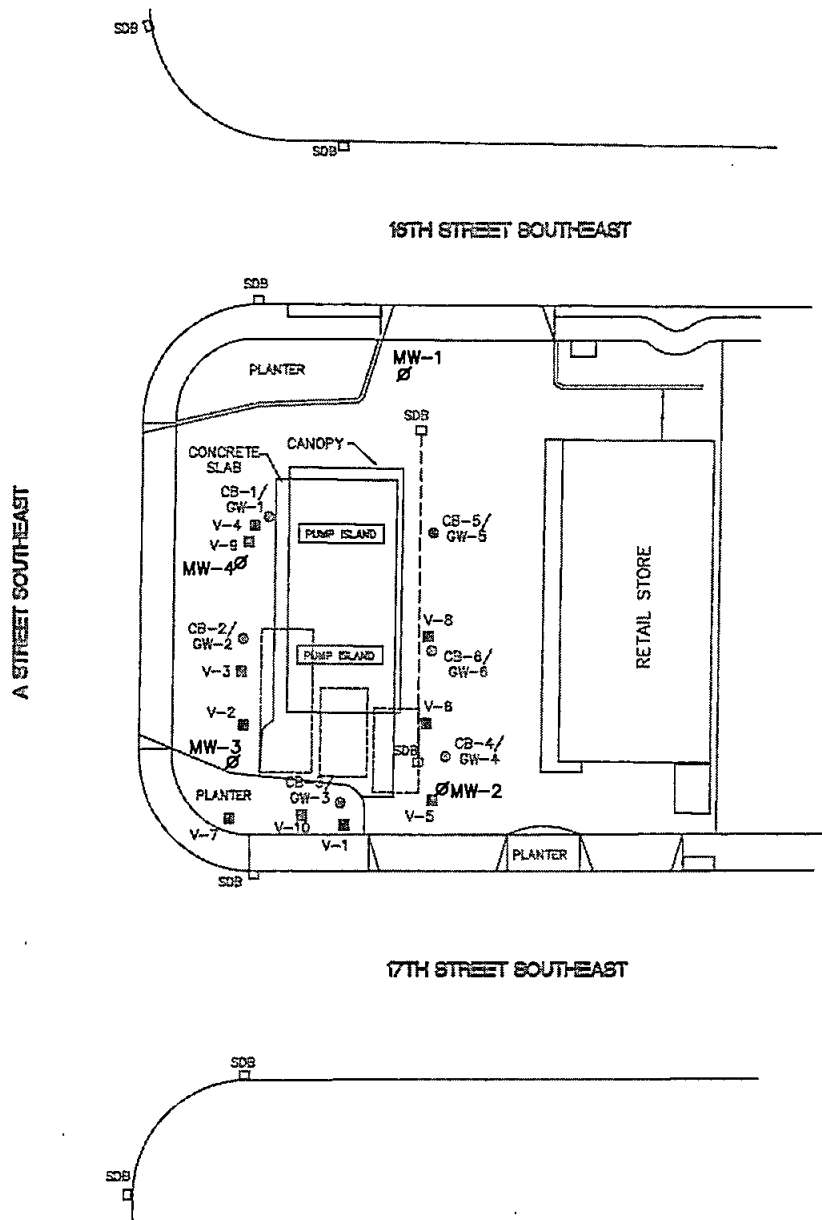 SDB
SDB
16TH STREET SOUTHEAST
SDB
PLANTER
MW-1
SDB
CANOPY
CONCRETE
SLAB
CB-1/
GW-1
V-4
V-9
MW-4
PUMP ISLAND
CB-5/
GW-5
A STREET SOUTHEAST
RETAIL STORE
CB-2/
GW-2
V-3
V-8
PUMP ISLAND
CB-6/
GW-6
V-2
V-6
MW-3
SDB
CB-4/
GW-4
PLANTER
CB-3/
GW-3
MW-2
V-7
V-10
V-1
V-5
PLANTER
SDB
17TH STREET SOUTHEAST
SDB
SDB